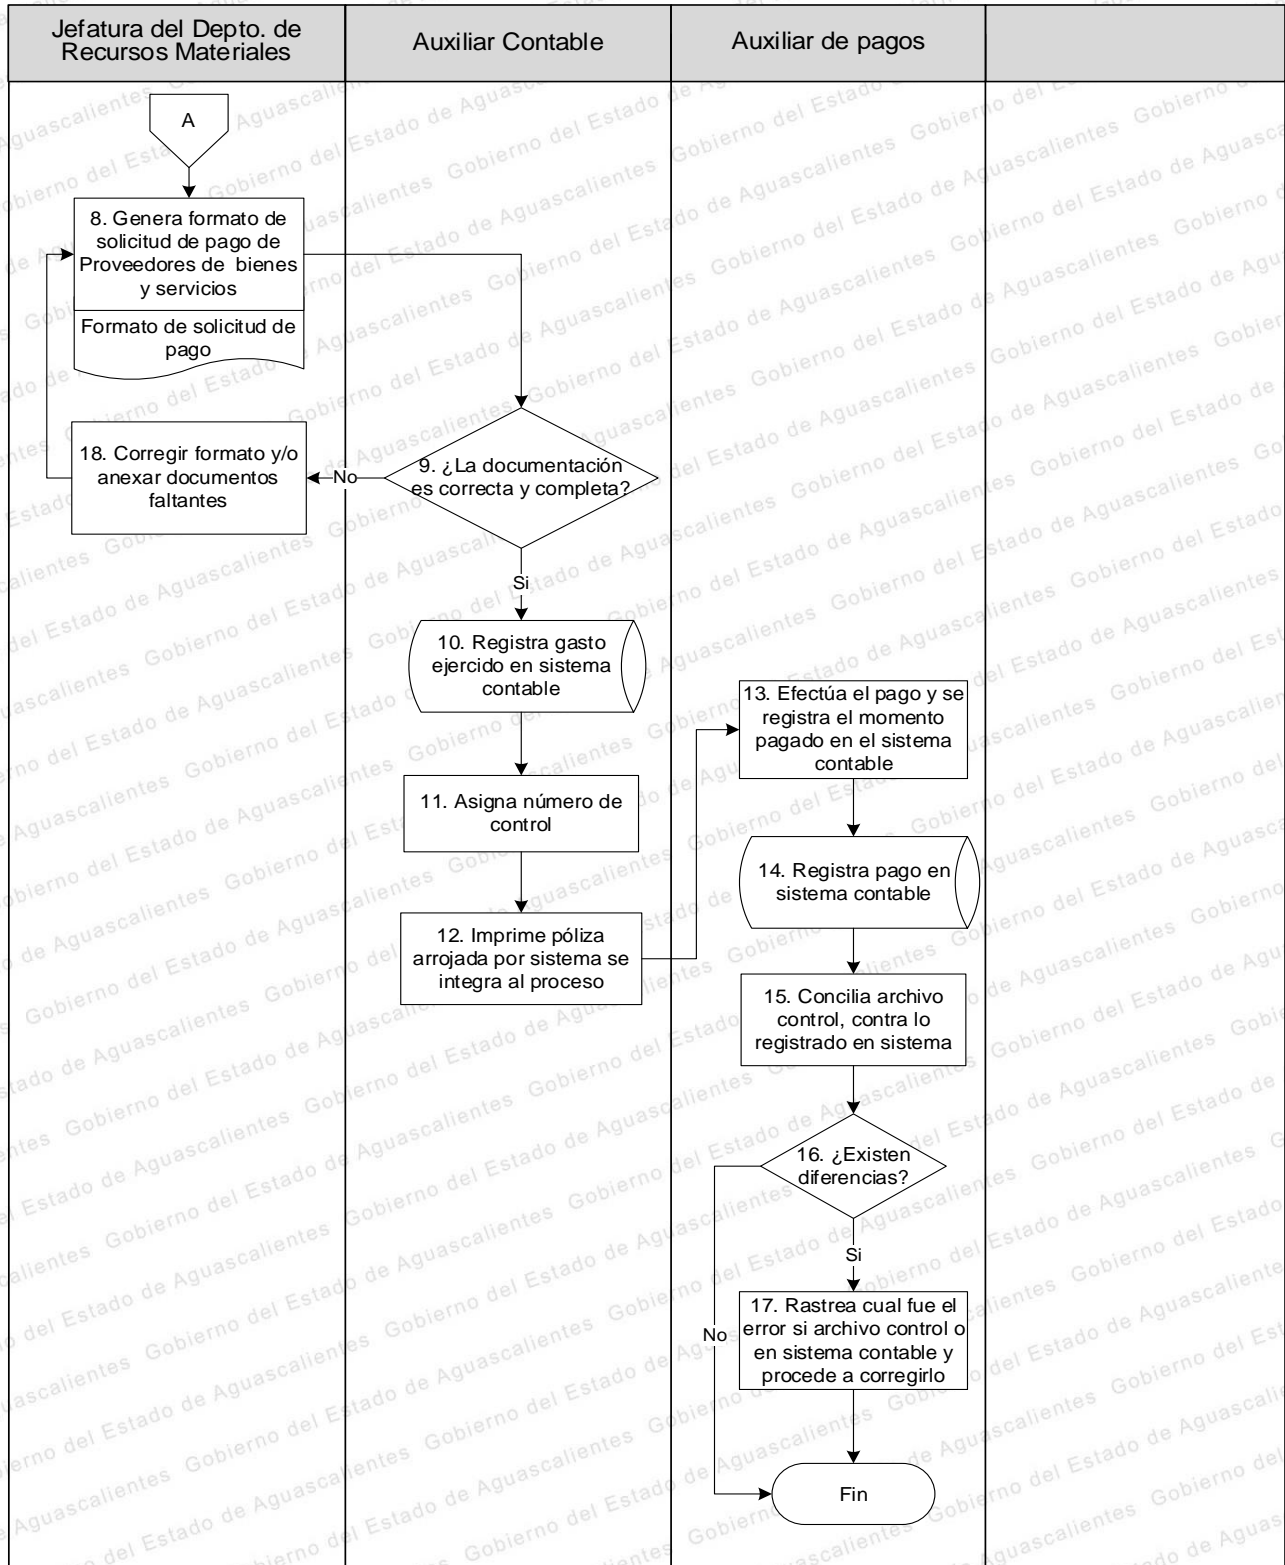 Jefatura del Depto. de
Recursos Materiales
Auxiliar Contable
Auxiliar de pagos
A
8. Genera formato de
solicitud de pago de
Proveedores de bienes
y servicios
Formato de solicitud de
pago
18. Corregir formato y/o
anexar documentos
faltantes
No
9. ¿La documentación
es correcta y completa?
Si
10. Registra gasto
ejercido en sistema
contable
11. Asigna número de
control
12. Imprime póliza
arrojada por sistema se
integra al proceso
13. Efectúa el pago y se
registra el momento
pagado en el sistema
contable
14. Registra pago en
sistema contable
15. Concilia archivo
control, contra lo
registrado en sistema
16. ¿Existen
diferencias?
Si
No
17. Rastrea cual fue el
error si archivo control o
en sistema contable y
procede a corregirlo
Fin
Gobierno del Estado de Aguascalientes